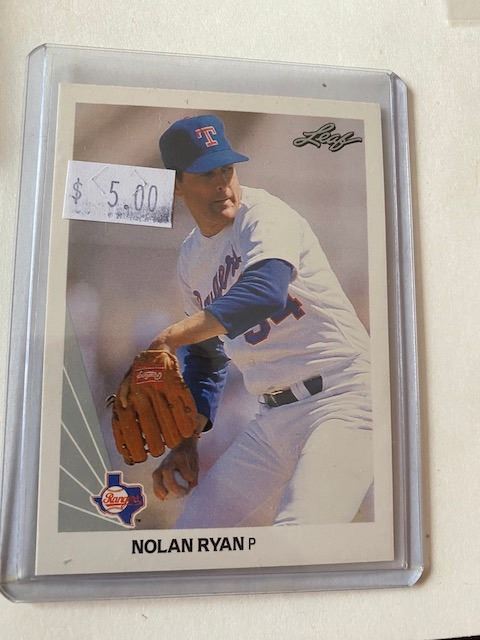 Leaf
T
$ 5.00
Rangers
34
Rawlings
Rangers
NOLAN RYAN P